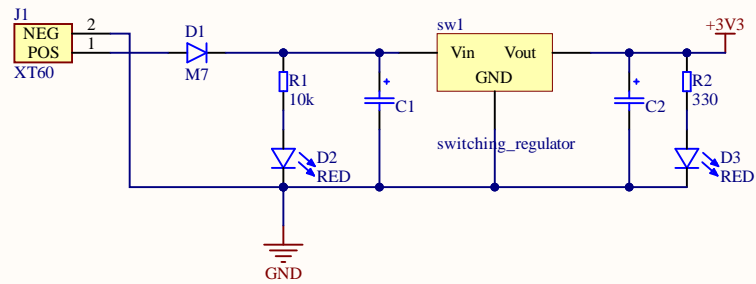 J1
NEG 2
POS 1
XT60
D1
M7
R1
10k
D2
RED
C1
sw1
Vin Vout
GND
switching_regulator
C2
+3V3
R2
330
D3
RED
GND